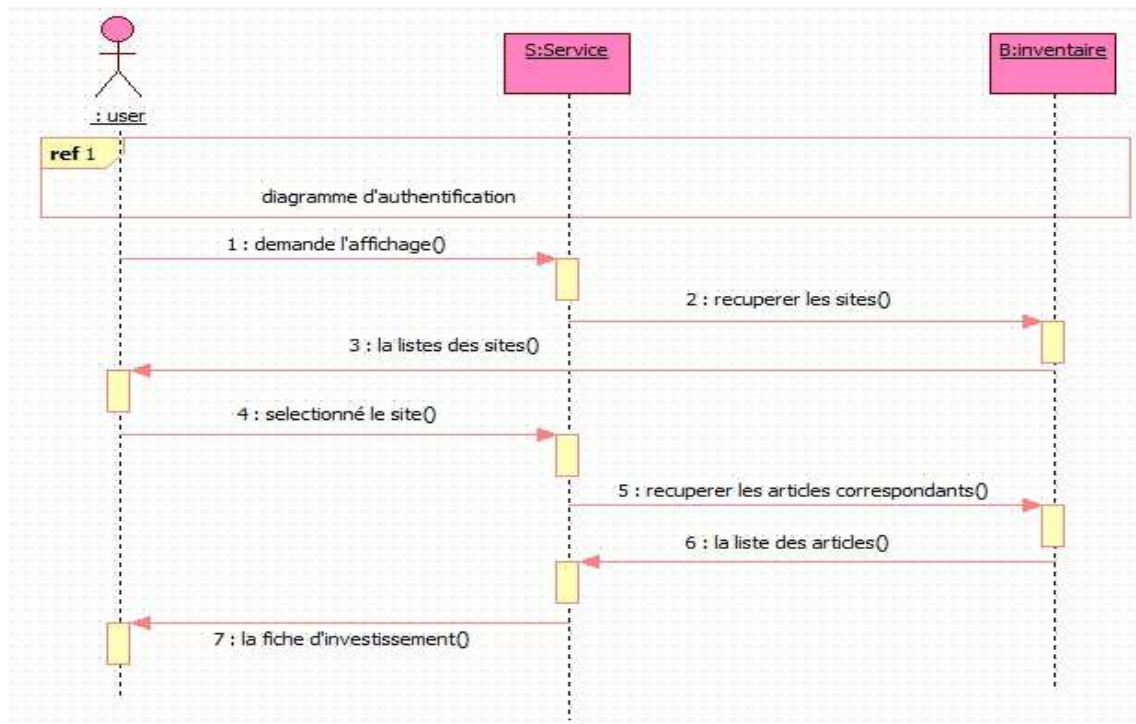 S:Service
B:inventaire
: user
ref 1
diagramme d'authentification
1 : demande l'affichage()
2 : recuperer les sites()
3 : la listes des sites()
4 : selectionné le site()
5 : recuperer les articles correspondants()
6 : la liste des articles()
7 : la fiche d'investissement()